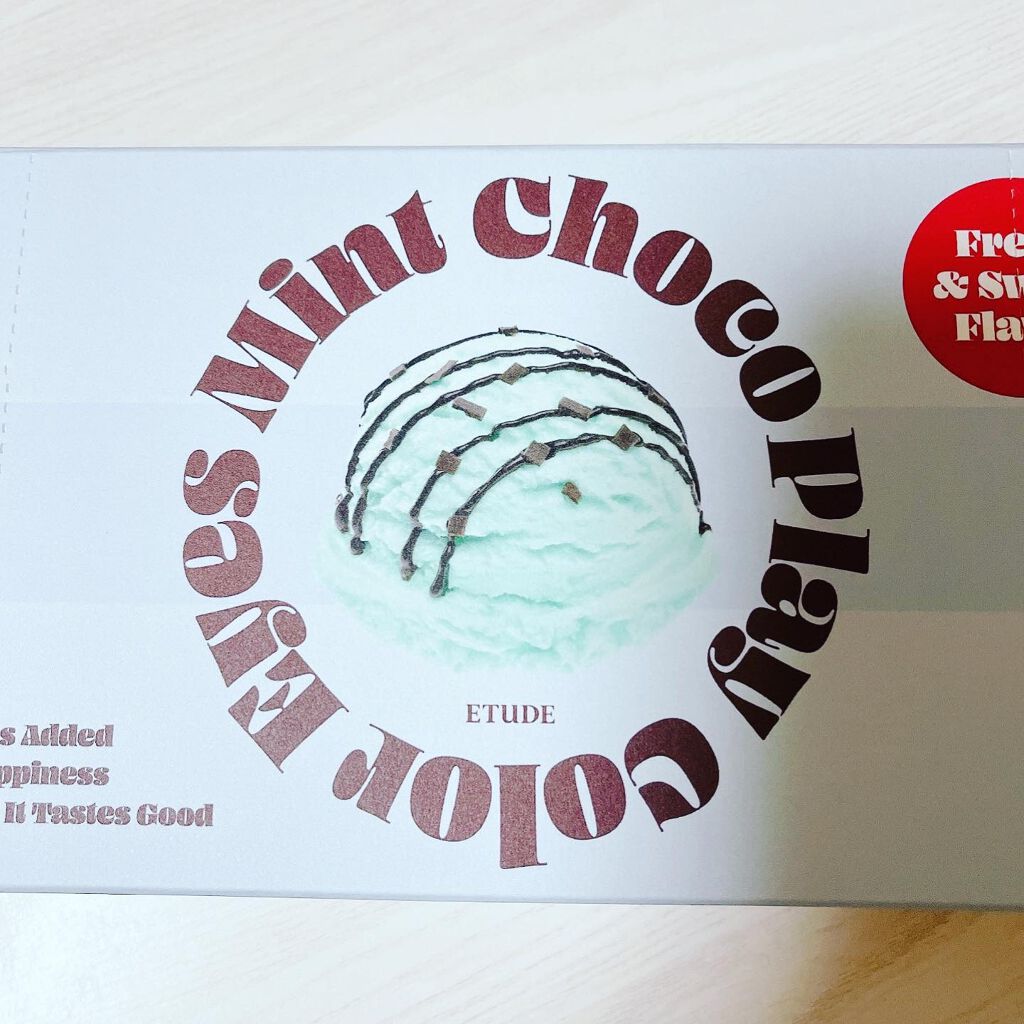 Mint Choco Play Color Eyes
ETUDE
Fre
& Sw
Fla
s Added
ppiness
It Tastes Good